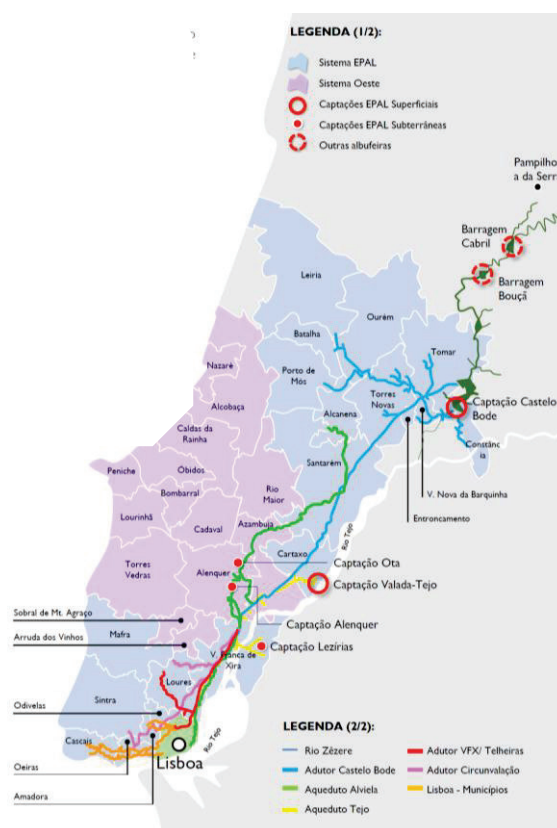 LEGENDA (1/2):
Sistema EPAL
Sistema Oeste
Captações EPAL Superficiais
Captações EPAL Subterrâneas
Outras albufeiras
Pampilho
a da Serr
Barragem
Cabril
Barragem
Bouçã
Leiria
Ourém
Batalha
Tomar
Nazaré
Porto de
Mós
Torres
Novas
Captação Castelo
Bode
Alcobaça
Alcanena
Caldas da
Rainha
Constânc
ia
Santarém
Peniche
Óbidos
V. Nova da Barquinha
Bombarral
Rio
Maior
Entroncamento
Lourinhã
Cadaval
Azambuja
Rio Tejo
Cartaxo
Captação Ota
Torres
Vedras
Alenquer
Captação Valada-Tejo
Sobral de Mt. Agraço
Captação Alenquer
Mafra
Arruda dos Vinhos
V. Franca de
Xira
Captação Lezírias
Loures
Sintra
Odivelas
Cascais
Rio Tejo
Lisboa
Oeiras
Amadora
LEGENDA (2/2):
Rio Zêzere
Adutor VFX/ Telheiras
Adutor Castelo Bode
Adutor Circunvalação
Aqueduto Alviela
Lisboa - Municípios
Aqueduto Tejo